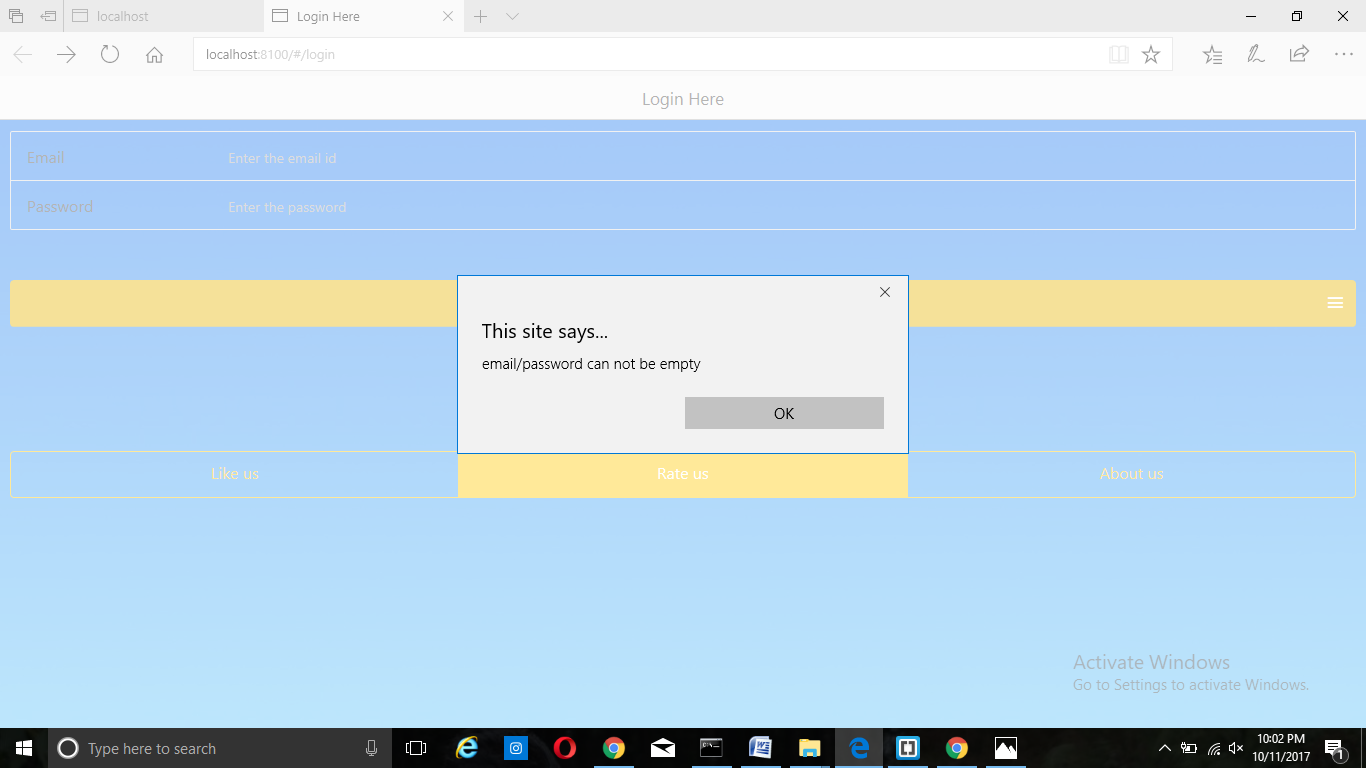 localhost
Login Here
localhost:8100/#/login
Login Here
Email
Enter the email id
Password
Enter the password
This site says...
email/password can not be empty
OK
Like us
Rate us
About us
Activate Windows
Go to Settings to activate Windows.
Type here to search
10:02 PM
10/11/2017
1